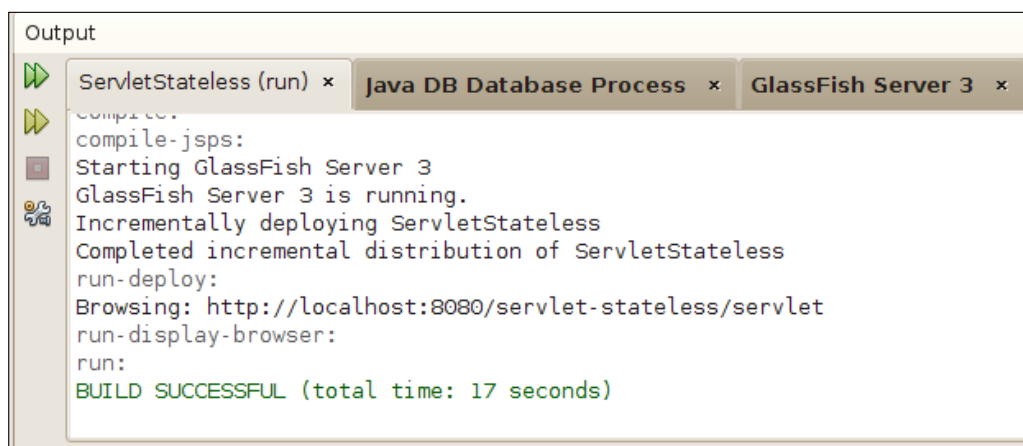 Output
ServletStateless (run) × Java DB Database Process × GlassFish Server 3 ×
compile:
compile-jsps:
Starting GlassFish Server 3
GlassFish Server 3 is running.
Incrementally deploying ServletStateless
Completed incremental distribution of ServletStateless
run-deploy:
Browsing: http://localhost:8080/servlet-stateless/servlet
run-display-browser:
run:
BUILD SUCCESSFUL (total time: 17 seconds)